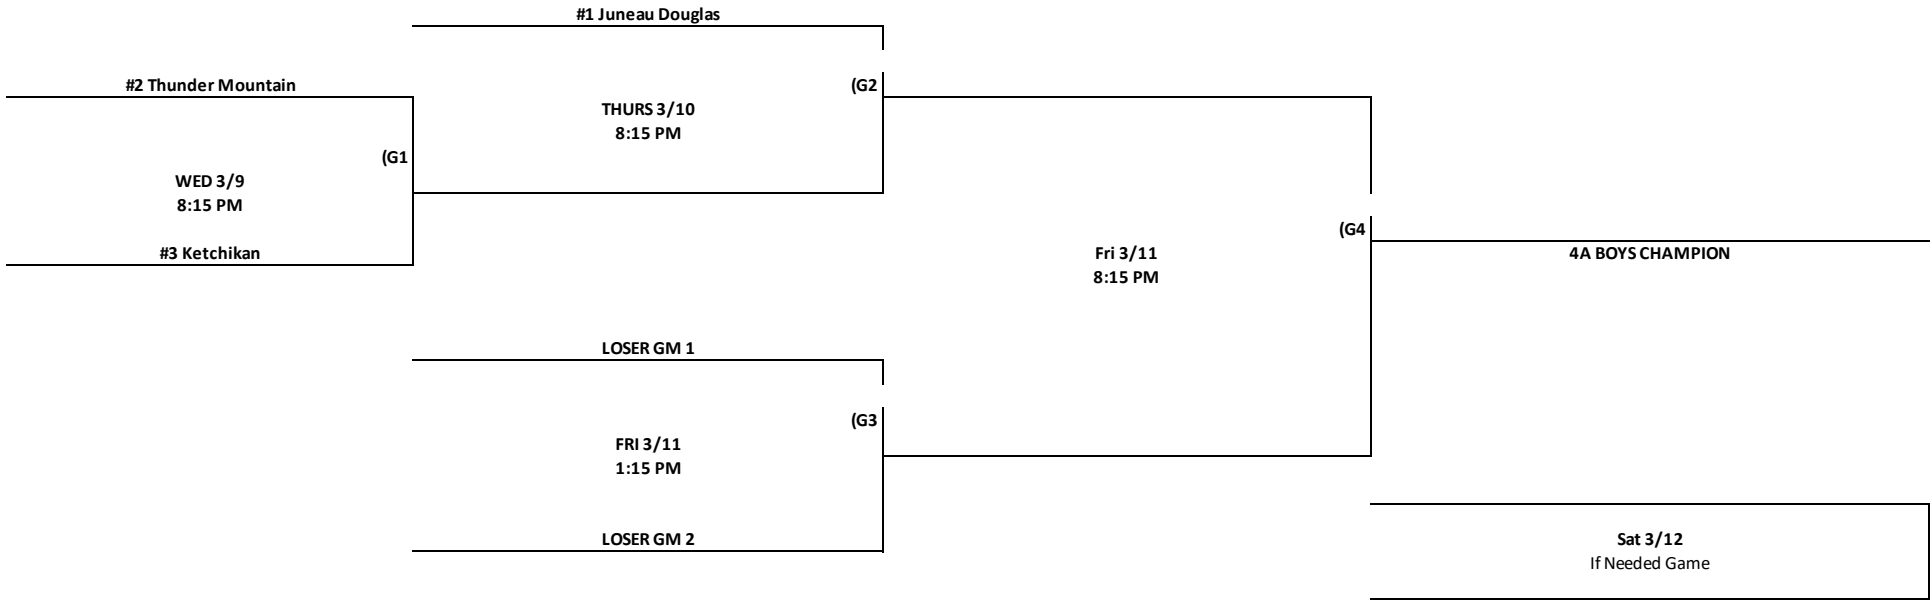 #1 Juneau Douglas
#2 Thunder Mountain
(G2
THURS 3/10
8:15 PM
(G1
WED 3/9
8:15 PM
#3 Ketchikan
(G4
Fri 3/11
8:15 PM
4A BOYS CHAMPION
LOSER GM 1
(G3
FRI 3/11
1:15 PM
LOSER GM 2
Sat 3/12
If Needed Game